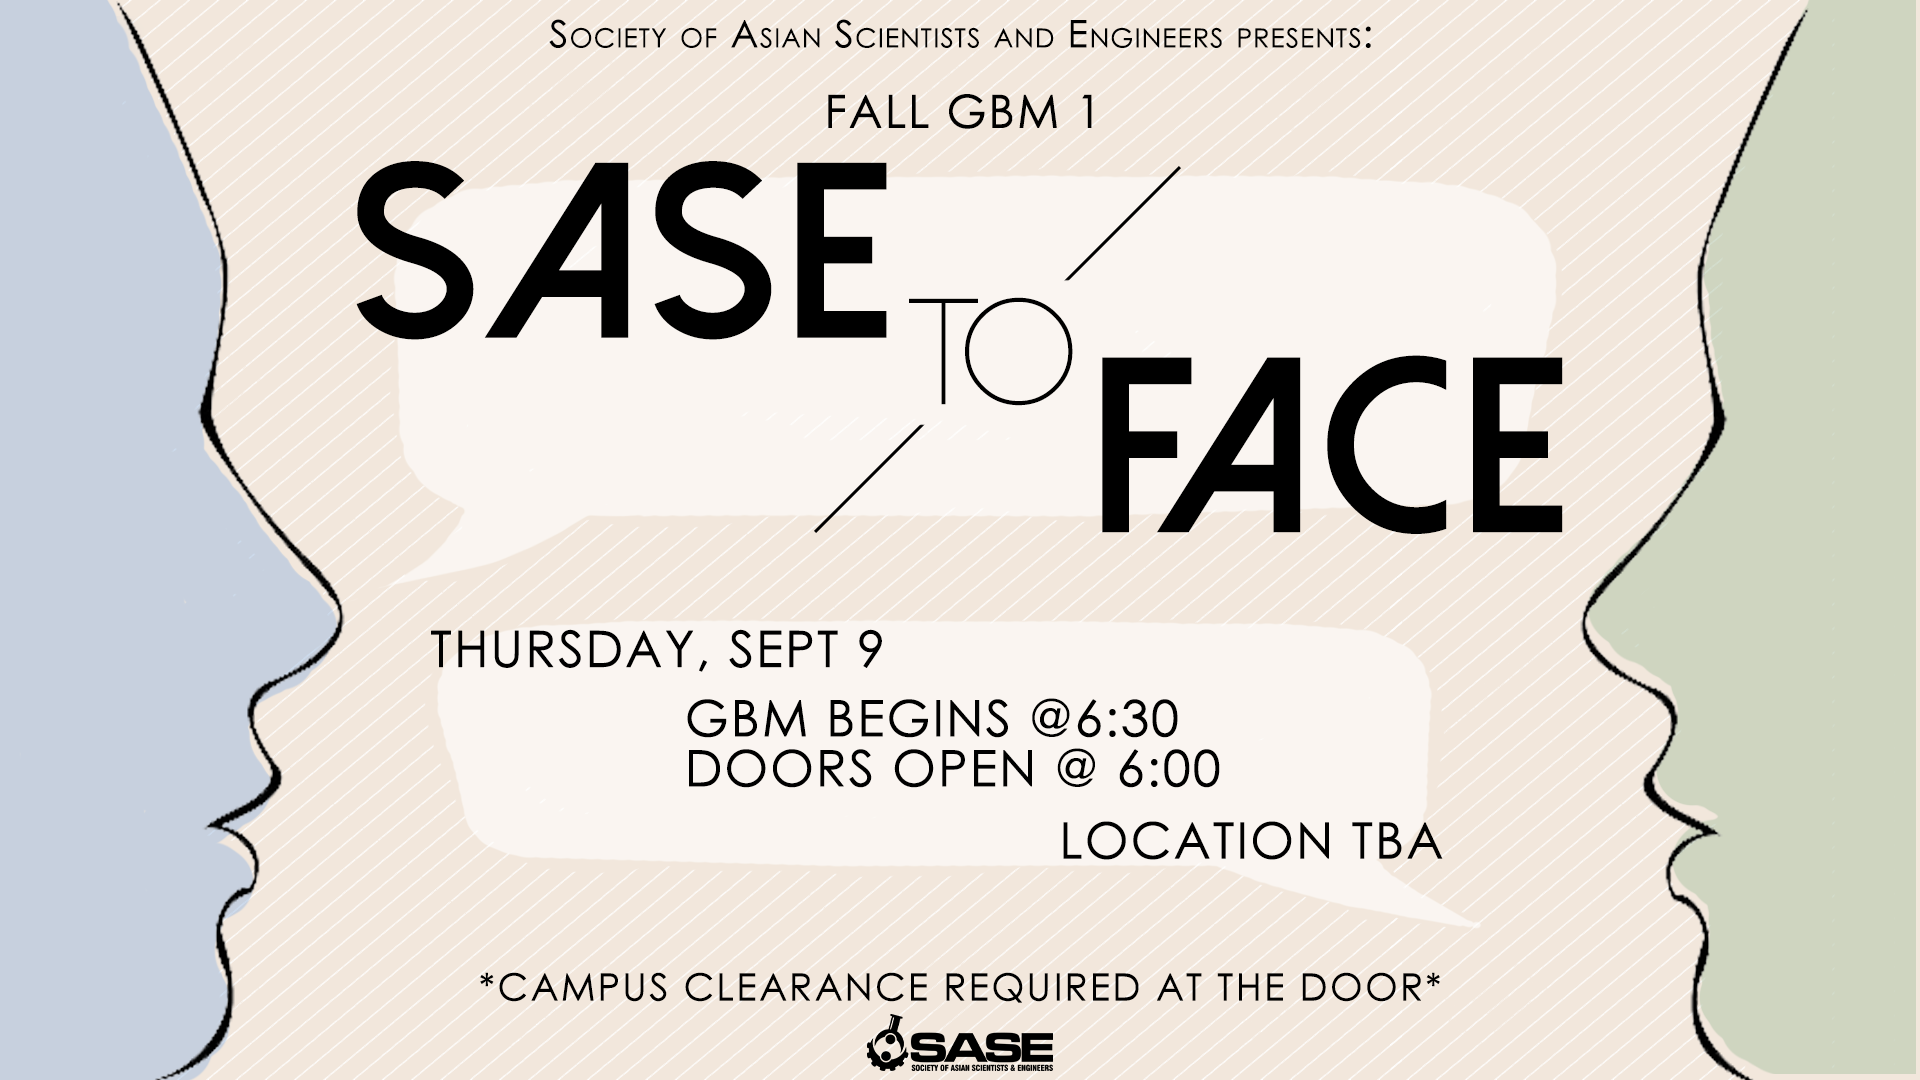 Society of Asian Scientists and Engineers presents:
FALL GBM 1
SASE
TO
FACE
THURSDAY, SEPT 9
GBM BEGINS @6:30
DOORS OPEN @ 6:00
LOCATION TBA
*CAMPUS CLEARANCE REQUIRED AT THE DOOR*
SASE
SOCIETY OF ASIAN SCIENTISTS & ENGINEERS